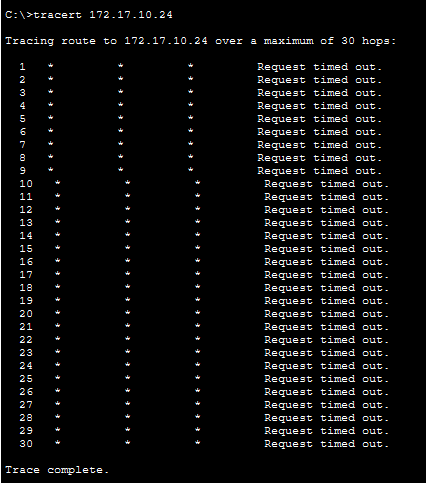 C:\>tracert 172.17.10.24
Tracing route to 172.17.10.24 over a maximum of 30 hops:
1 * * * Request timed out.
2 * * * Request timed out.
3 * * * Request timed out.
4 * * * Request timed out.
5 * * * Request timed out.
6 * * * Request timed out.
7 * * * Request timed out.
8 * * * Request timed out.
9 * * * Request timed out.
10 * * * Request timed out.
11 * * * Request timed out.
12 * * * Request timed out.
13 * * * Request timed out.
14 * * * Request timed out.
15 * * * Request timed out.
16 * * * Request timed out.
17 * * * Request timed out.
18 * * * Request timed out.
19 * * * Request timed out.
20 * * * Request timed out.
21 * * * Request timed out.
22 * * * Request timed out.
23 * * * Request timed out.
24 * * * Request timed out.
25 * * * Request timed out.
26 * * * Request timed out.
27 * * * Request timed out.
28 * * * Request timed out.
29 * * * Request timed out.
30 * * * Request timed out.
Trace complete.